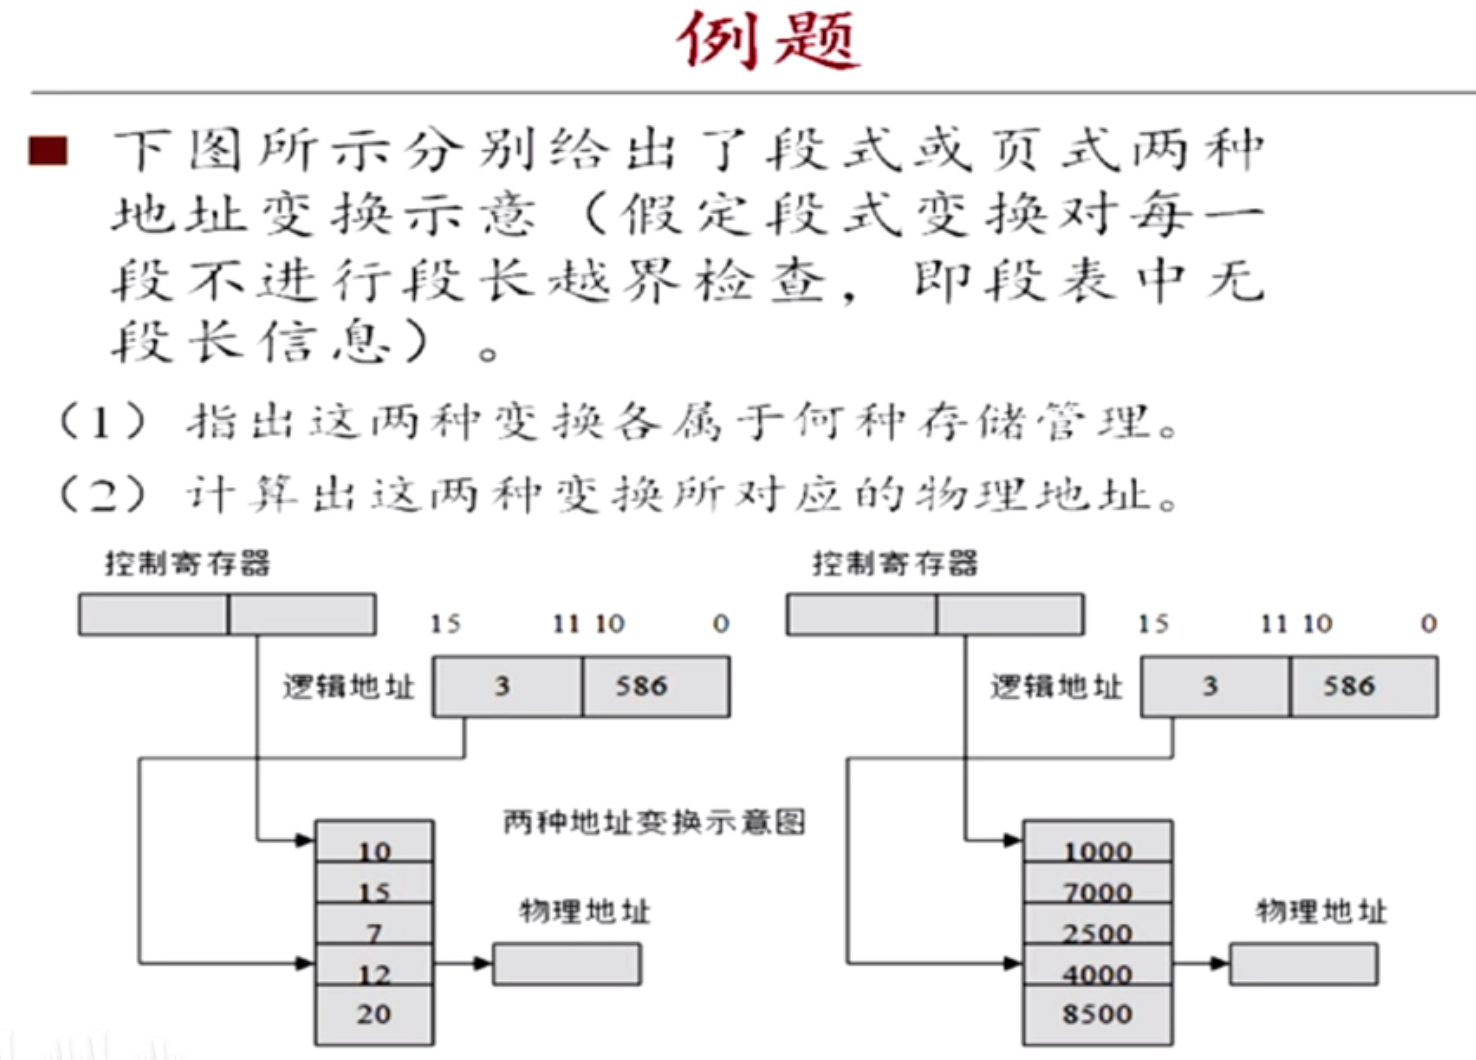 例题
下图所示分别给出了段式或页式两种
地址变换示意（假定段式变换对每一
段不进行段长越界检查，即段表中无
段长信息）。
（1）指出这两种变换各属于何种存储管理。
（2）计算出这两种变换所对应的物理地址。
控制寄存器
15 11 10 0
逻辑地址 3 586
10
15
7
12
20
物理地址
两种地址变换示意图
控制寄存器
15 11 10 0
逻辑地址 3 586
1000
7000
2500
4000
8500
物理地址